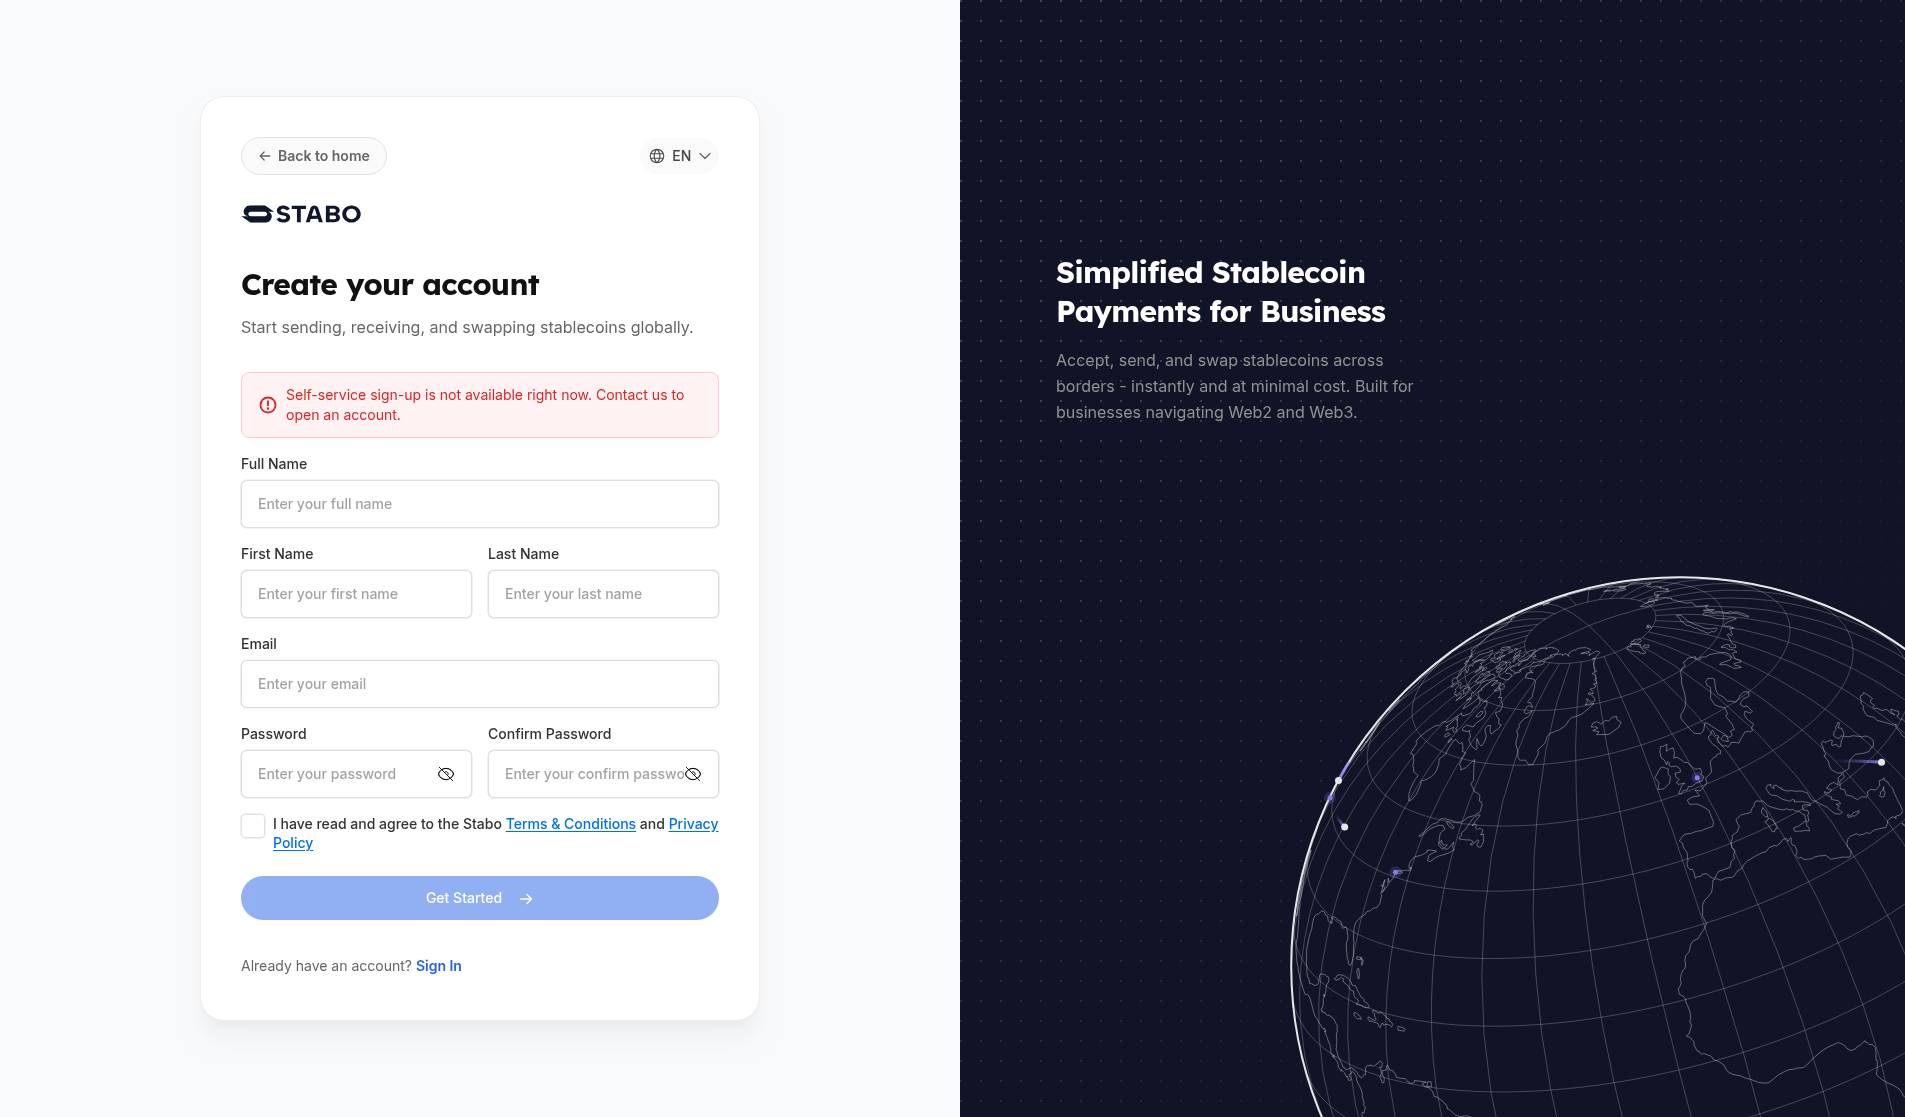 Back to home
EN
STABO
Create your account
Start sending, receiving, and swapping stablecoins globally.
Self-service sign-up is not available right now. Contact us to
open an account.
Full Name
Enter your full name
First Name
Last Name
Enter your first name
Enter your last name
Email
Enter your email
Password
Confirm Password
Enter your password
Enter your confirm passwo
I have read and agree to the Stabo Terms & Conditions and Privacy
Policy
Get Started
Already have an account? Sign In
Simplified Stablecoin
Payments for Business
Accept, send, and swap stablecoins across
borders - instantly and at minimal cost. Built for
businesses navigating Web2 and Web3.